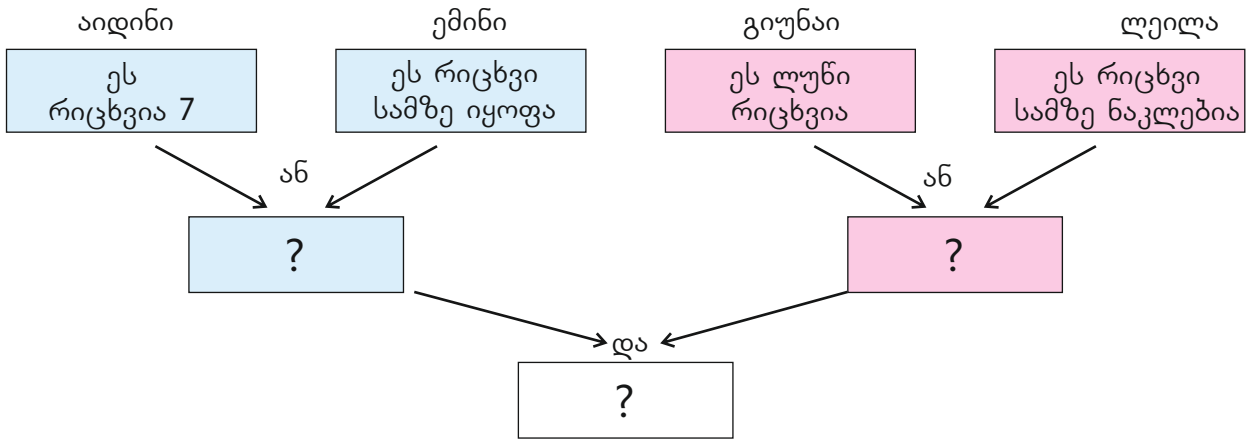 აიდინი
ემინი
გიუნაი
ლეილა
ეს
რიცხვია 7
ეს რიცხვი
სამზე იყოფა
ეს ლუწი
რიცხვია
ეს რიცხვი
სამზე ნაკლებია
ან
ან
?
?
და
?